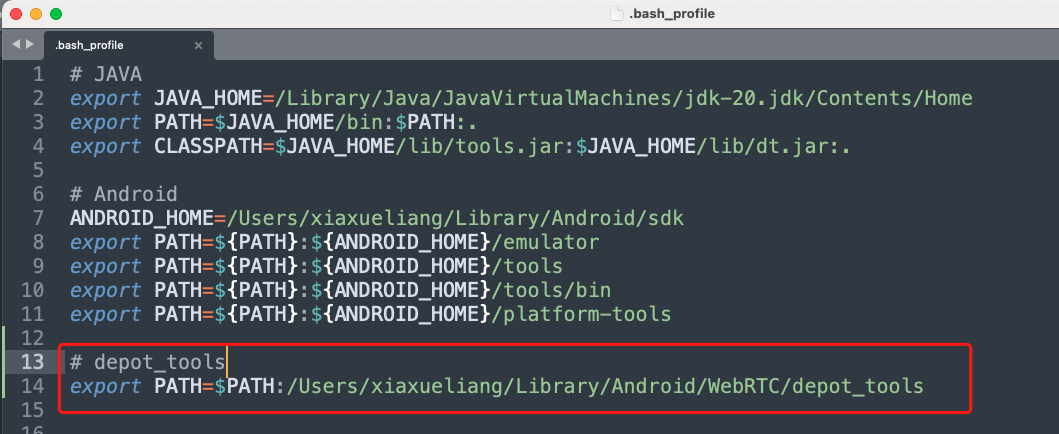 .bash_profile
.bash_profile ×
1 # JAVA
2 export JAVA_HOME=/Library/Java/JavaVirtualMachines/jdk-20.jdk/Contents/Home
3 export PATH=$JAVA_HOME/bin:$PATH:.
4 export CLASSPATH=$JAVA_HOME/lib/tools.jar:$JAVA_HOME/lib/dt.jar:.
5
6 # Android
7 ANDROID_HOME=/Users/xiaxueliang/Library/Android/sdk
8 export PATH=${PATH}:${ANDROID_HOME}/emulator
9 export PATH=${PATH}:${ANDROID_HOME}/tools
10 export PATH=${PATH}:${ANDROID_HOME}/tools/bin
11 export PATH=${PATH}:${ANDROID_HOME}/platform-tools
12
13 # depot_tools
14 export PATH=$PATH:/Users/xiaxueliang/Library/Android/WebRTC/depot_tools
15
16